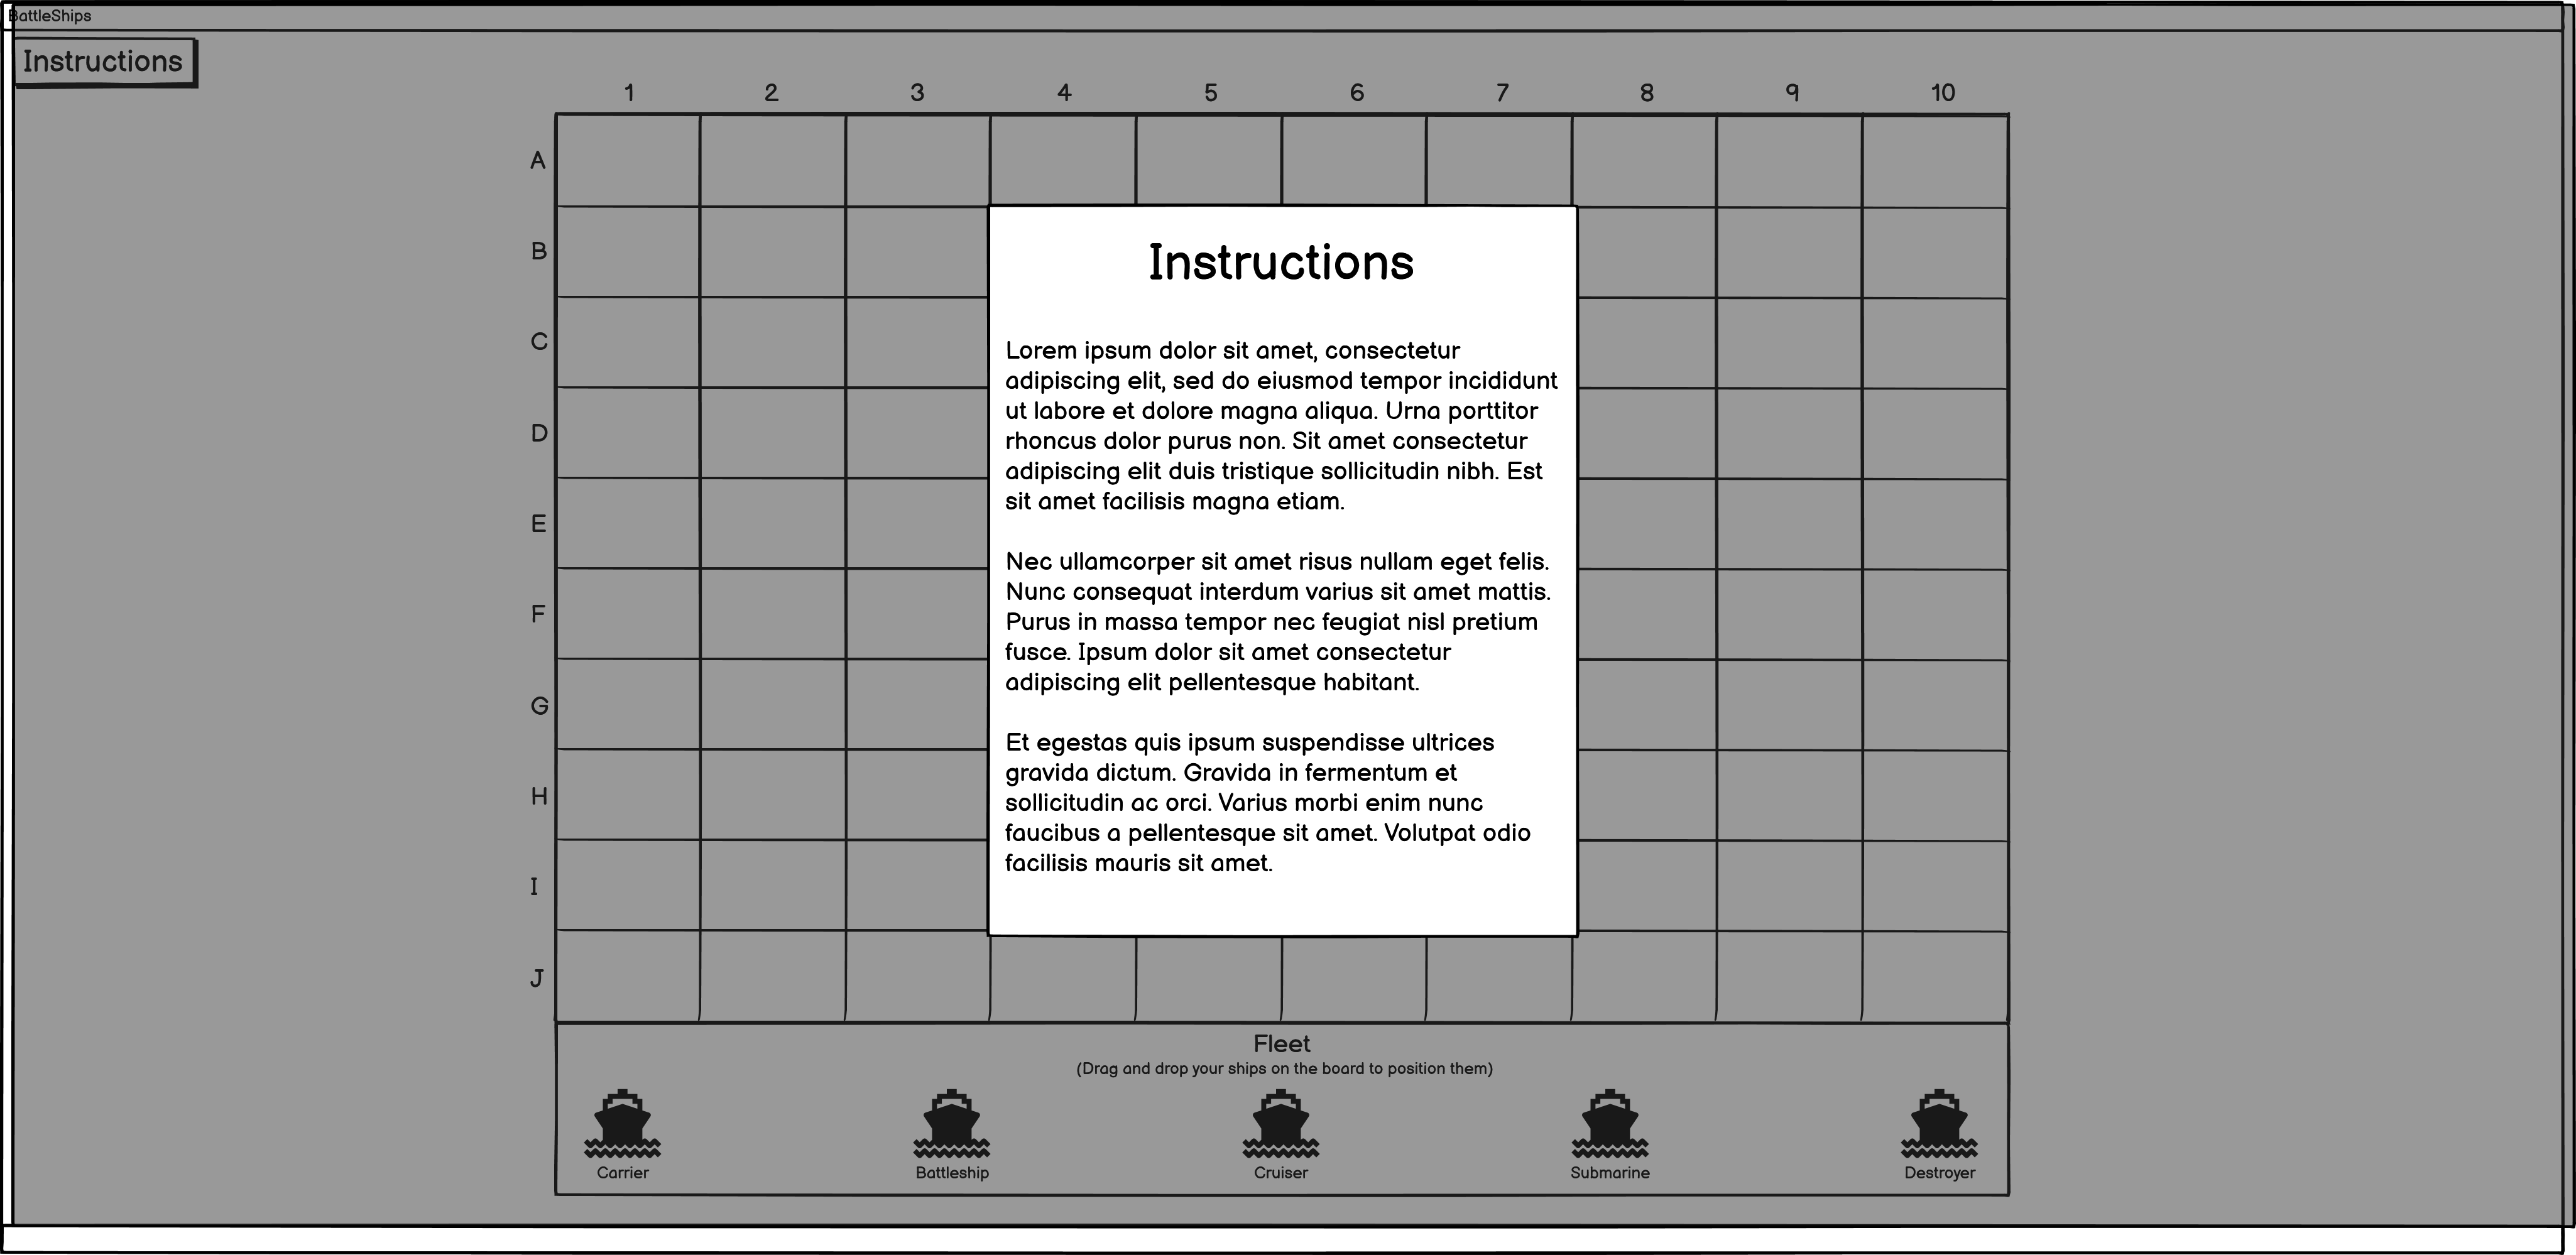 BattleShips
Instructions
1 2 3 4 5 6 7 8 9 10
A
B
C
D
E
F
G
H
I
J
Instructions
Lorem ipsum dolor sit amet, consectetur
adipiscing elit, sed do eiusmod tempor incididunt
ut labore et dolore magna aliqua. Urna porttitor
rhoncus dolor purus non. Sit amet consectetur
adipiscing elit duis tristique sollicitudin nibh. Est
sit amet facilisis magna etiam.
Nec ullamcorper sit amet risus nullam eget felis.
Nunc consequat interdum varius sit amet mattis.
Purus in massa tempor nec feugiat nisl pretium
fusce. Ipsum dolor sit amet consectetur
adipiscing elit pellentesque habitant.
Et egestas quis ipsum suspendisse ultrices
gravida dictum. Gravida in fermentum et
sollicitudin ac orci. Varius morbi enim nunc
faucibus a pellentesque sit amet. Volutpat odio
facilisis mauris sit amet.
Fleet
(Drag and drop your ships on the board to position them)
Carrier Battleship Cruiser Submarine Destroyer